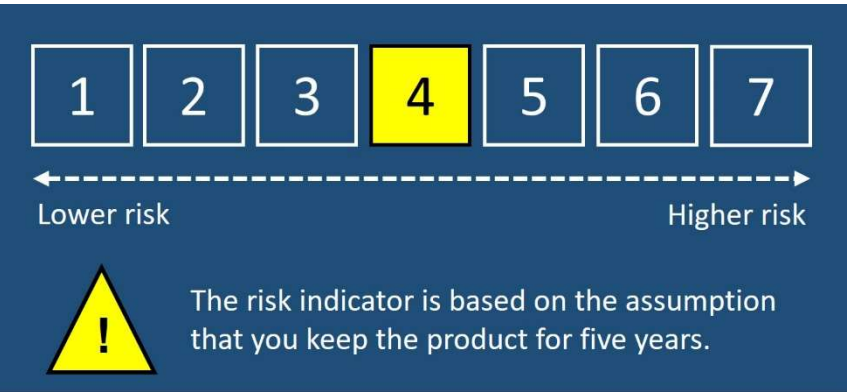 1 2 3 4 5 6 7
Lower risk Higher risk
! The risk indicator is based on the assumption
that you keep the product for five years.